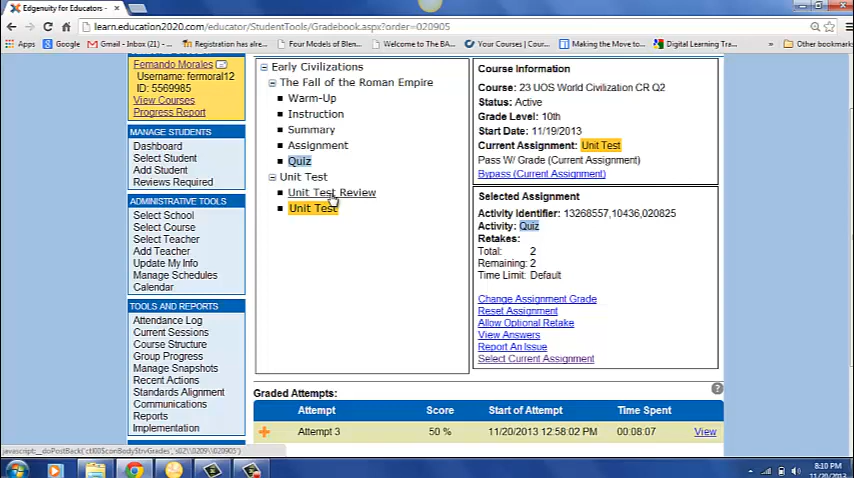 Edgenuity for Educators -
learn.education2020.com/educator/StudentTools/Gradebook.aspx?order=020905
Apps
Google
Gmail - Inbox (21) -
Registration has alre
Four Models of Blen
Welcome to The BA
Your Courses
Making the Move to
Digital Learning Tra
»
Other bookmarks
Fernando Morales
Username: fermoral12
ID: 5569985
View Courses
Progress Report
MANAGE STUDENTS
Dashboard
Select Student
Add Student
Reviews Required
ADMINISTRATIVE TOOLS
Select School
Select Course
Select Teacher
Add Teacher
Update My Info
Manage Schedules
Calendar
TOOLS AND REPORTS
Attendance Log
Current Sessions
Course Structure
Group Progress
Manage Snapshots
Recent Actions
Standards Alignment
Communications
Reports
Implementation
Early Civilizations
The Fall of the Roman Empire
Warm-Up
Instruction
Summary
Assignment
Quiz
Unit Test
Unit Test Review
Unit Test
Course Information
Course: 23 UOS World Civilization CR Q2
Status: Active
Grade Level: 10th
Start Date: 11/19/2013
Current Assignment: Unit Test
Pass W/ Grade (Current Assignment)
Bypass (Current Assignment)
Selected Assignment
Activity Identifier: 13268557,10436,020825
Activity: Quiz
Retakes:
Total: 2
Remaining: 2
Time Limit: Default
Change Assignment Grade
Reset Assignment
Allow Optional Retake
View Answers
Report An Issue
Select Current Assignment
Graded Attempts:
?
Attempt Score Start of Attempt Time Spent
Attempt 3 50 % 11/20/2013 12:58:02 PM 00:08:07 View
8:10 PM
11/20/2013